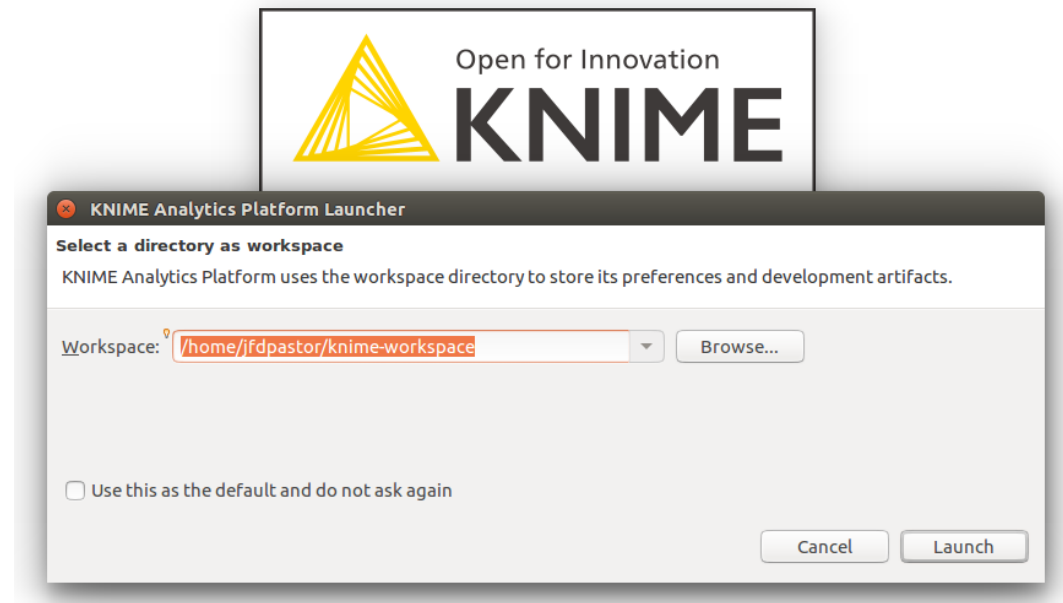 Open for Innovation
KNIME
KNIME Analytics Platform Launcher
Select a directory as workspace
KNIME Analytics Platform uses the workspace directory to store its preferences and development artifacts.
Workspace: /home/jfdpastor/knime-workspace Browse...
Use this as the default and do not ask again
Cancel Launch